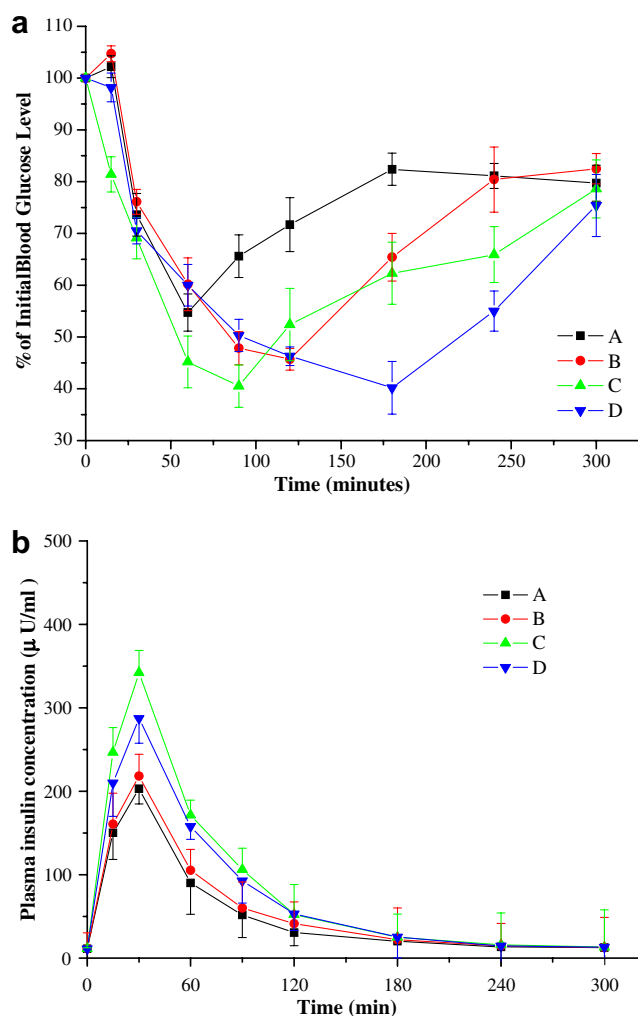 a
% of InitialBlood Glucose Level
110
100
90
80
70
60
50
40
30
A
B
C
D
0 50 100 150 200 250 300
Time (minutes)
b
Plasma insulin concentration (μ U/ml )
500
400
300
200
100
0
A
B
C
D
0 60 120 180 240 300
Time (min)